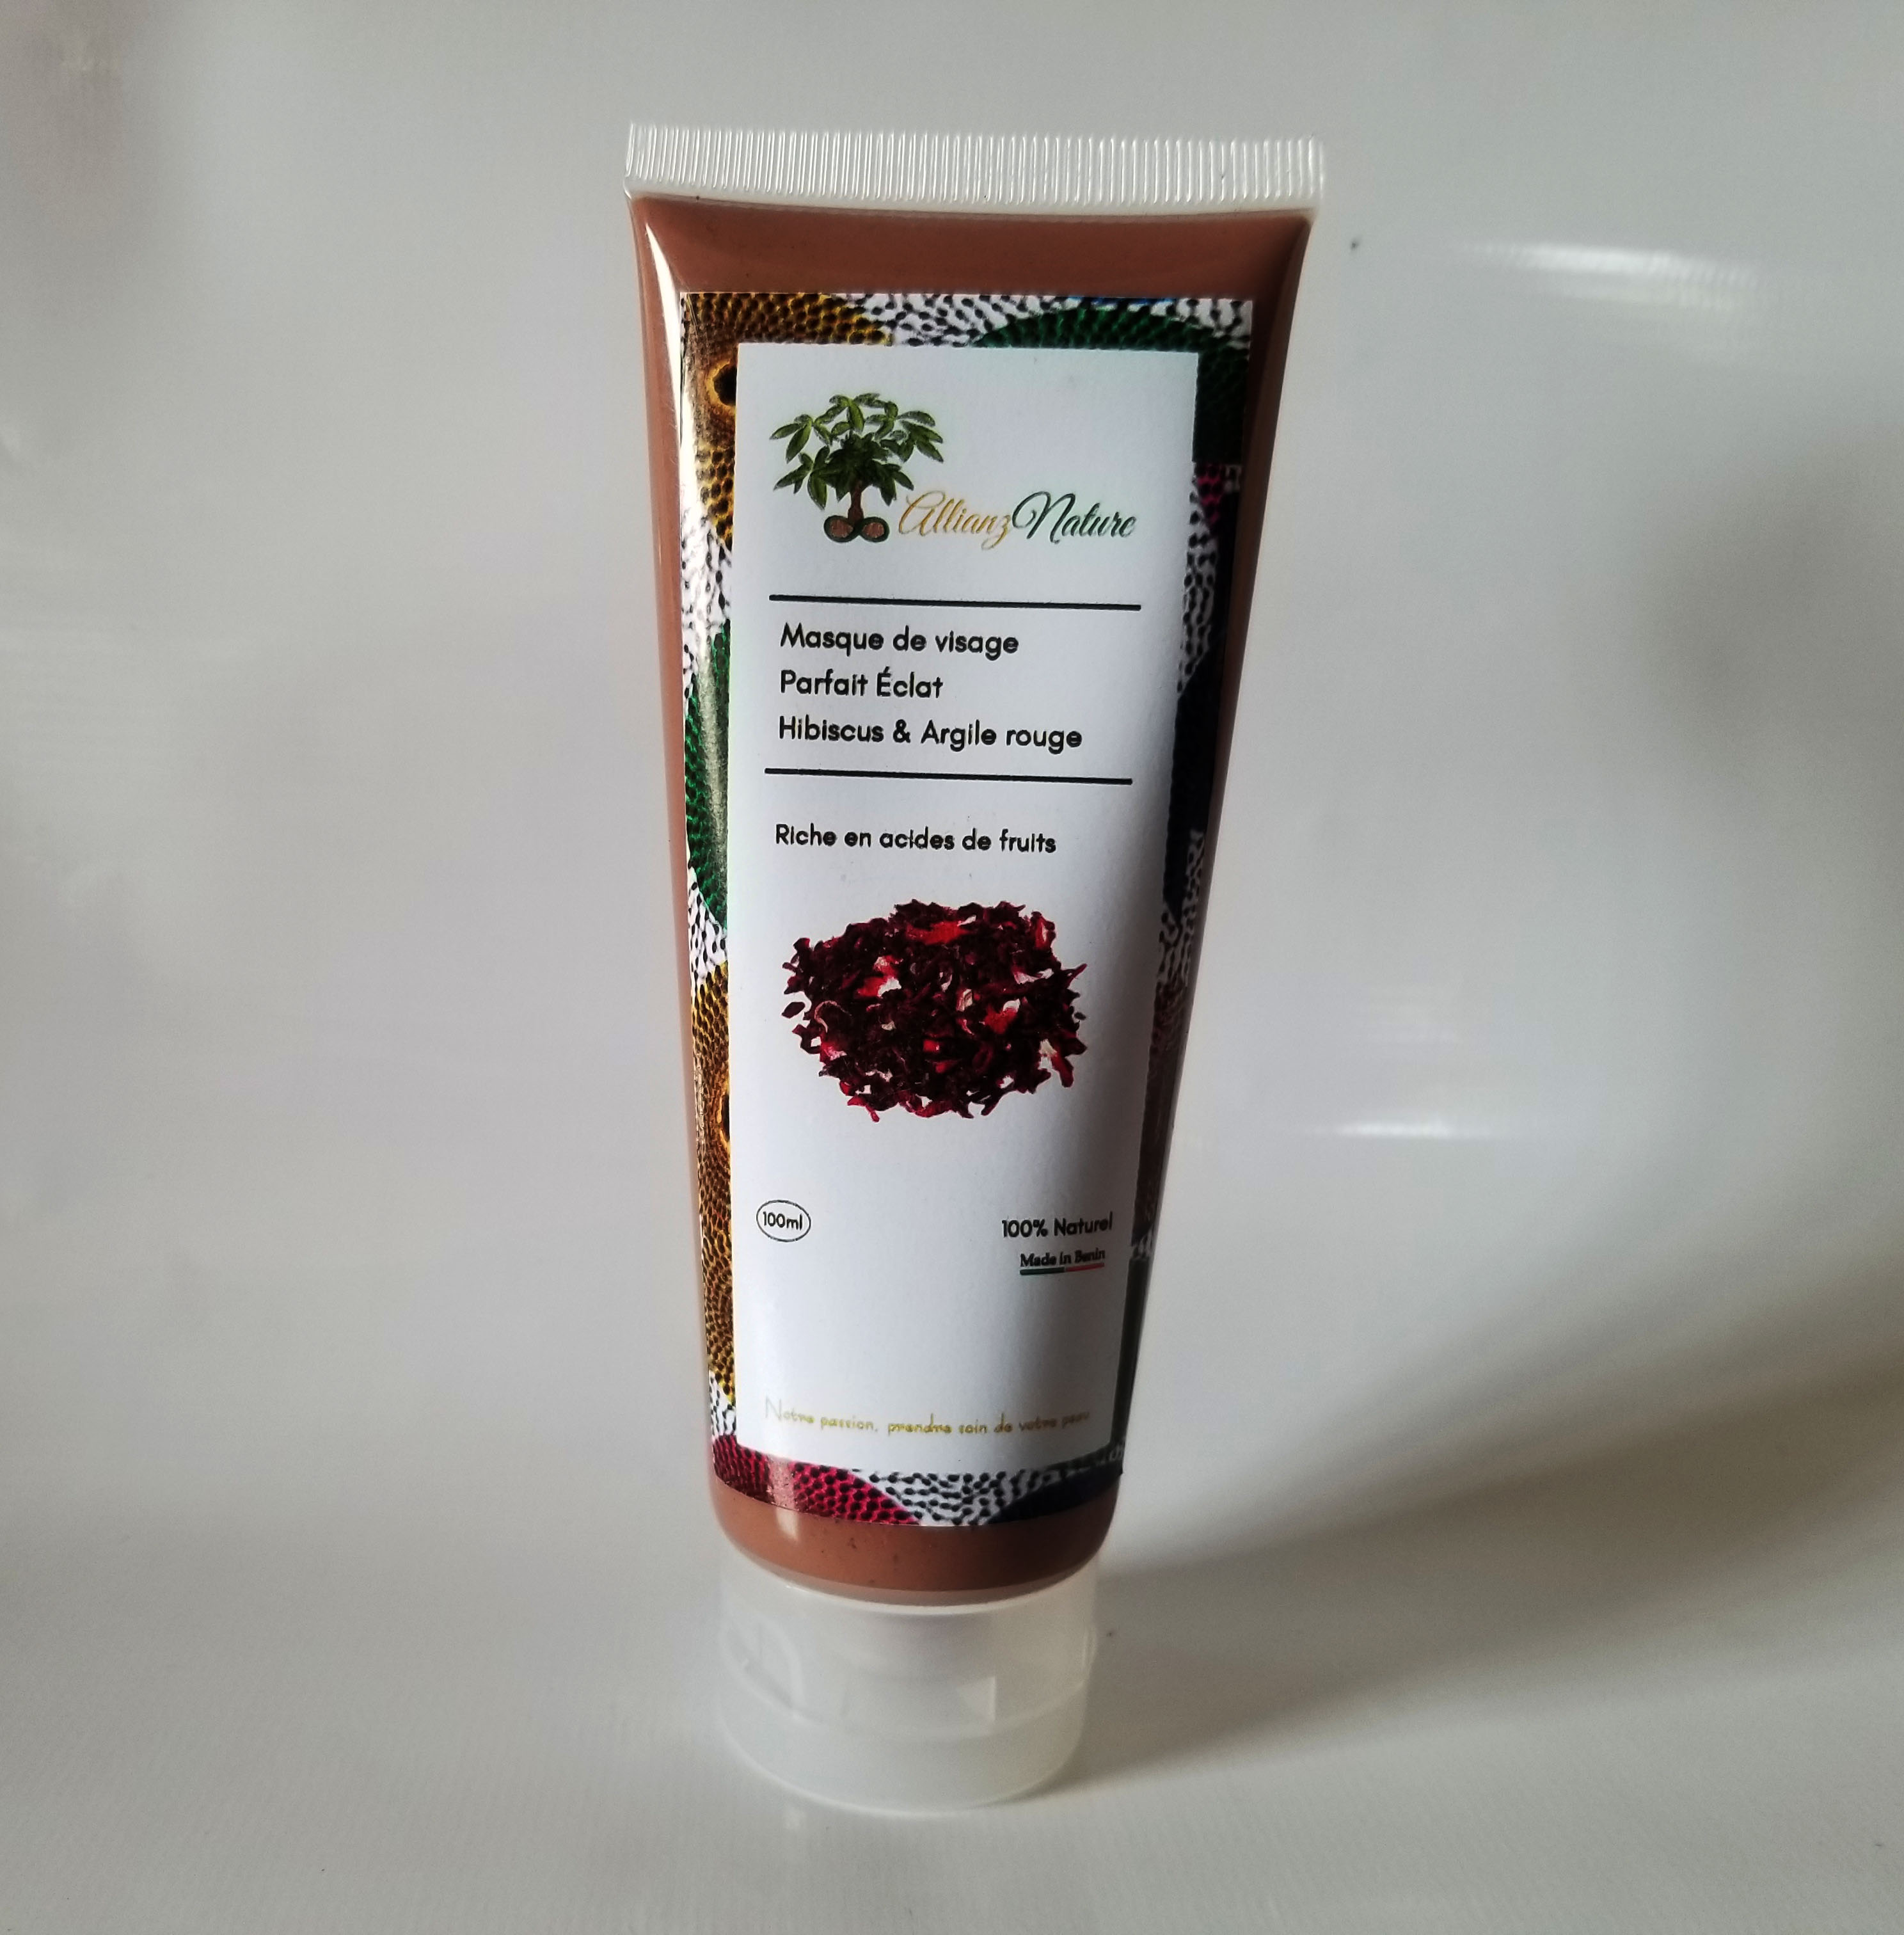 AllianzNature
Masque de visage
Parfait Éclat
Hibiscus & Argile rouge
Riche en acides de fruits
100ml
100% Naturel
Made in Benin
Notre passion, prendre soin de votre peau